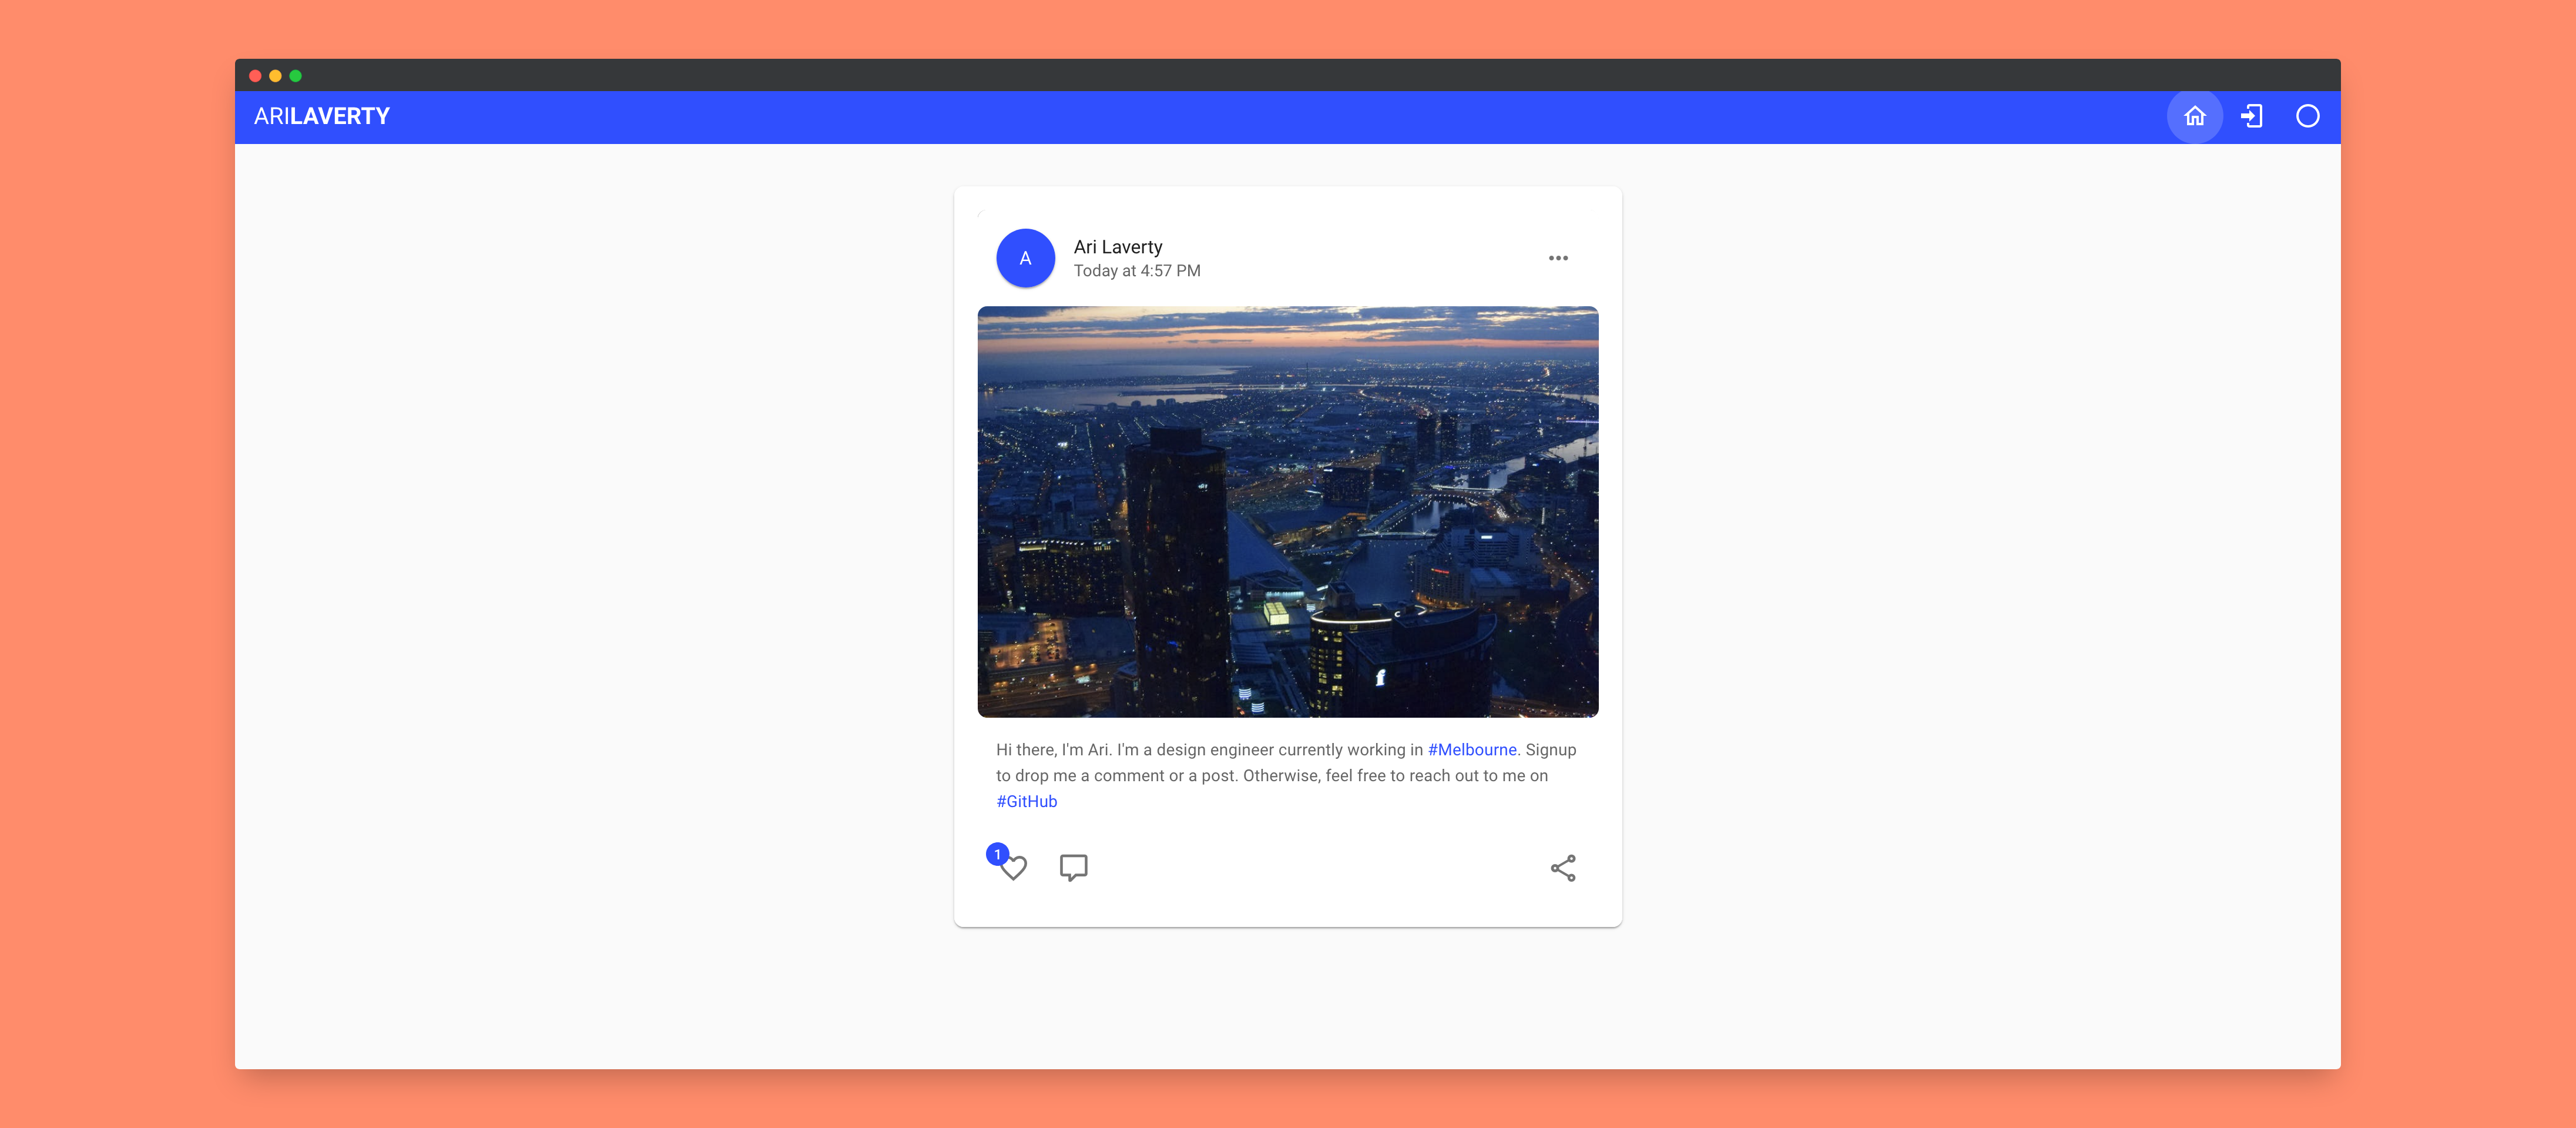 ARILAVERTY
A
Ari Laverty
Today at 4:57 PM
f
Hi there, I'm Ari. I'm a design engineer currently working in #Melbourne. Signup
to drop me a comment or a post. Otherwise, feel free to reach out to me on
#GitHub
1